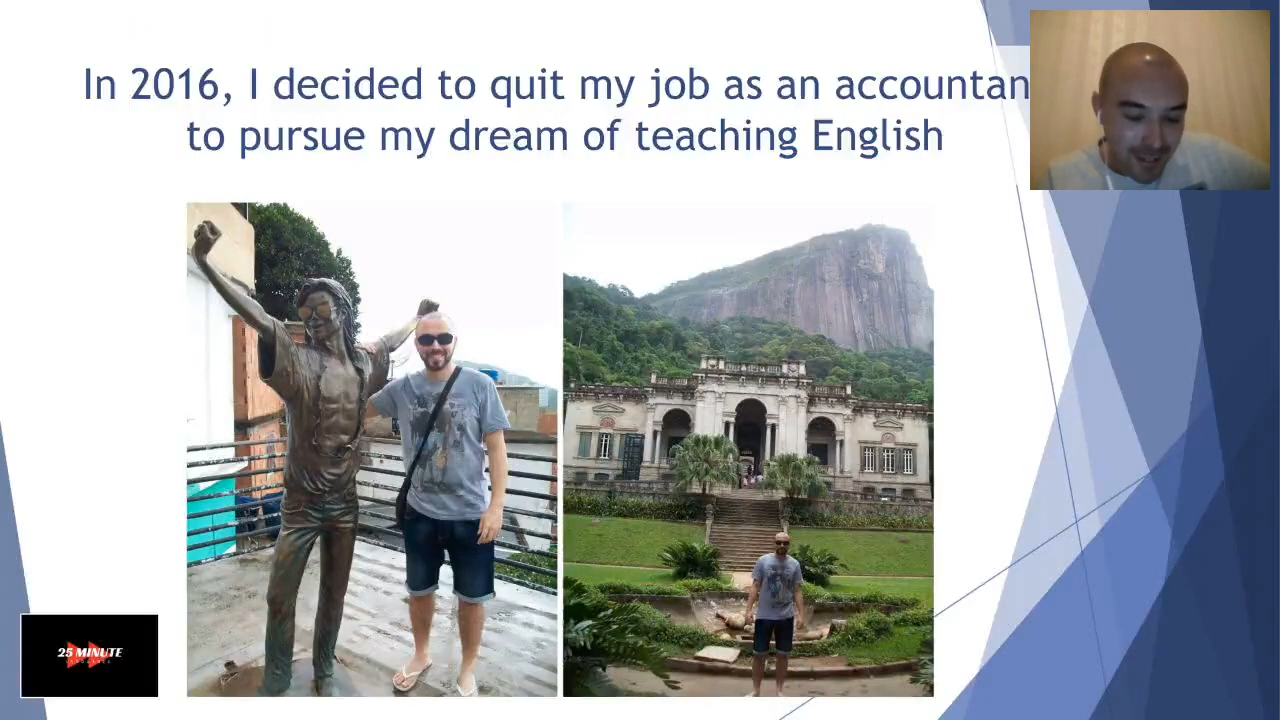 In 2016, I decided to quit my job as an accountan
to pursue my dream of teaching English
25 MINUTE